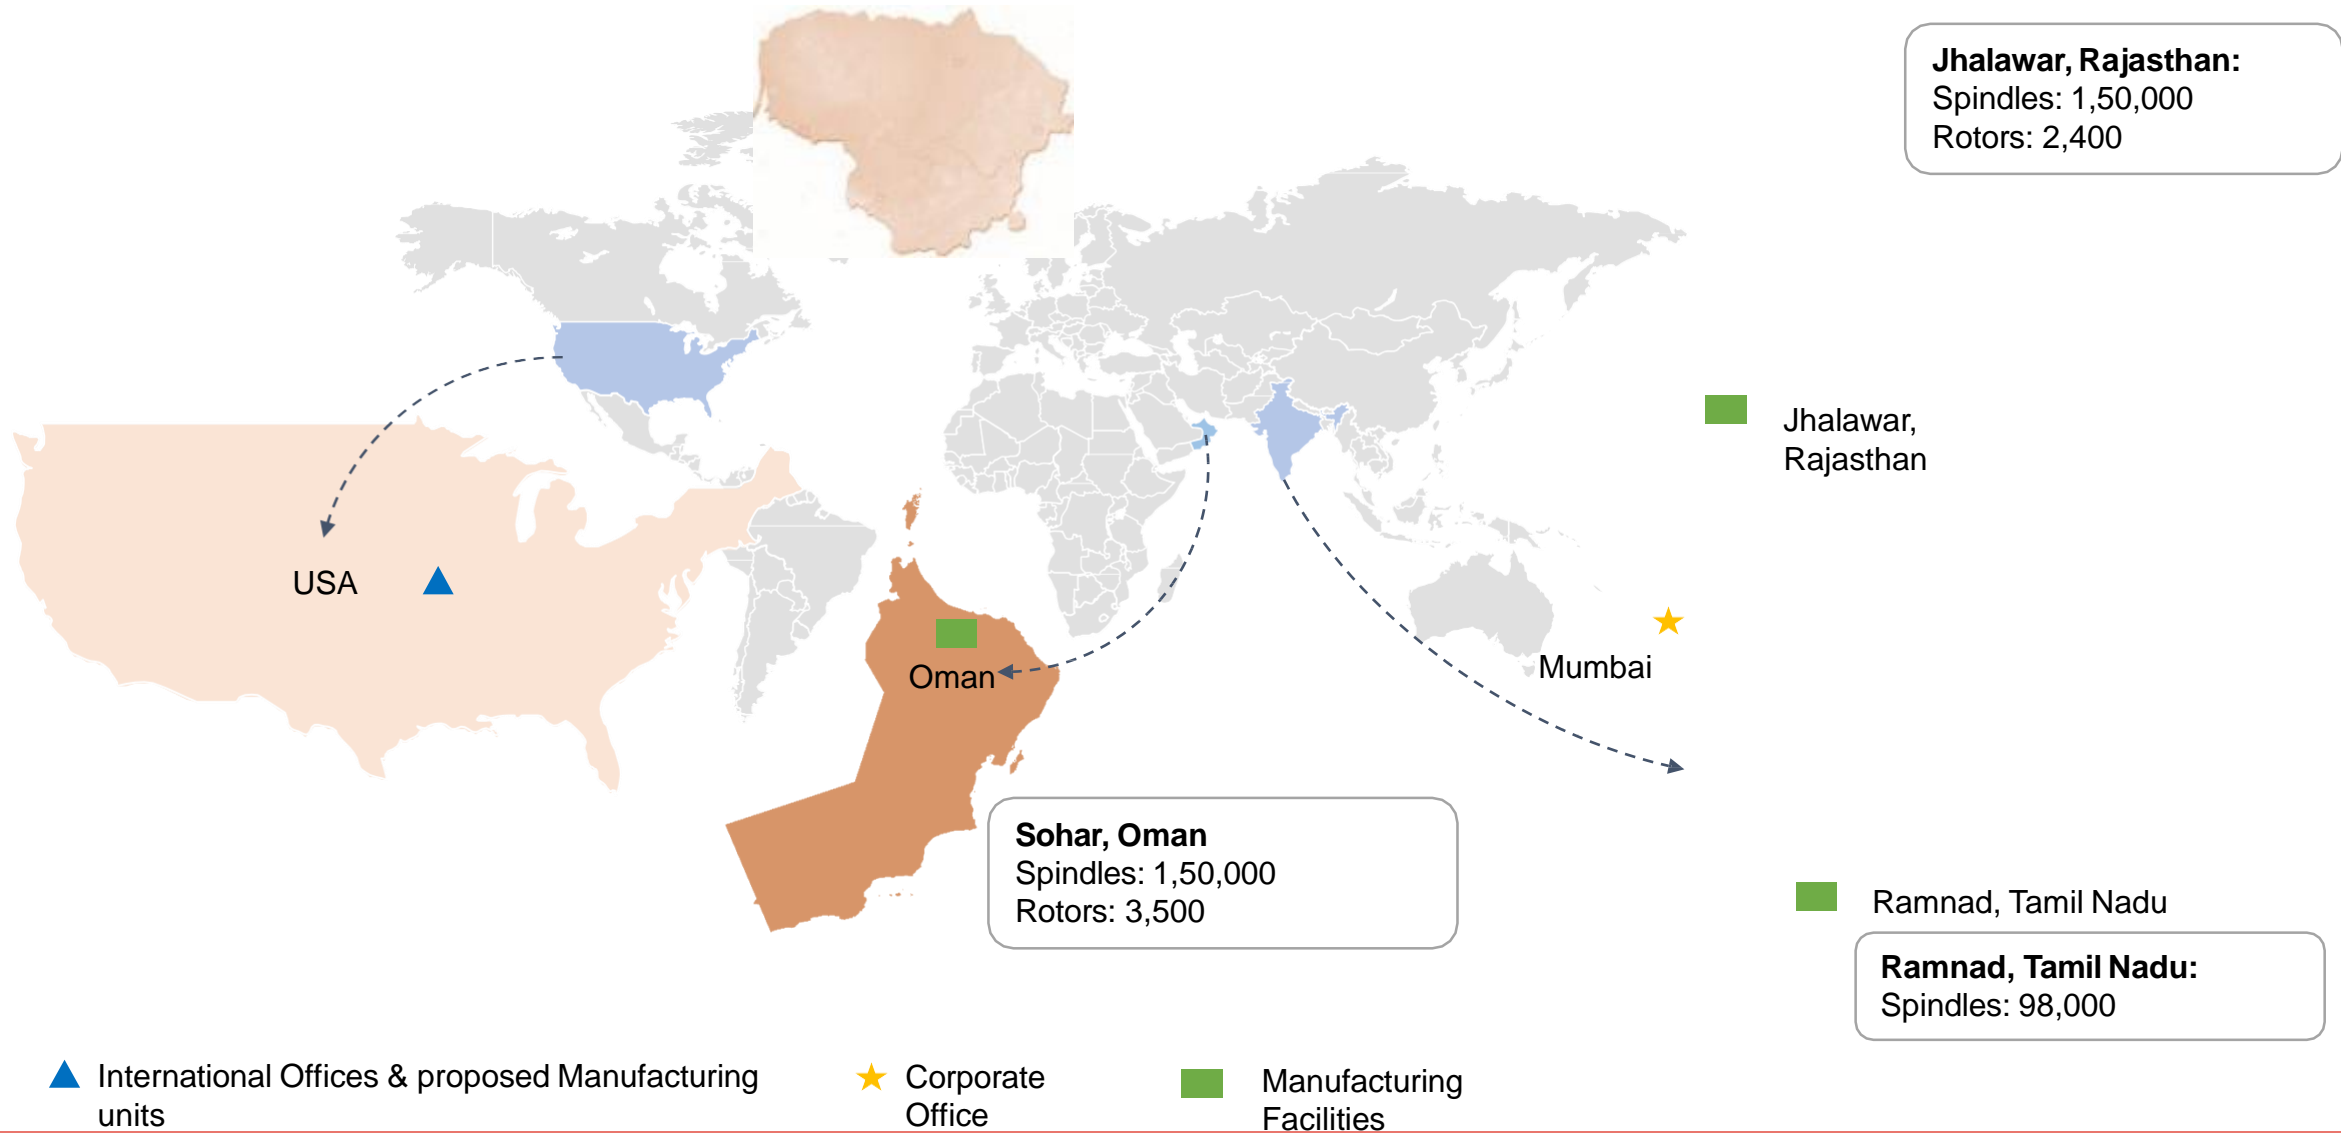 Jhalawar, Rajasthan:
Spindles: 1,50,000
Rotors: 2,400
Jhalawar,
Rajasthan
USA
Mumbai
Oman
Sohar, Oman
Spindles: 1,50,000
Rotors: 3,500
Ramnad, Tamil Nadu
Ramnad, Tamil Nadu:
Spindles: 98,000
International Offices & proposed Manufacturing
units
Corporate
Office
Manufacturing
Facilities